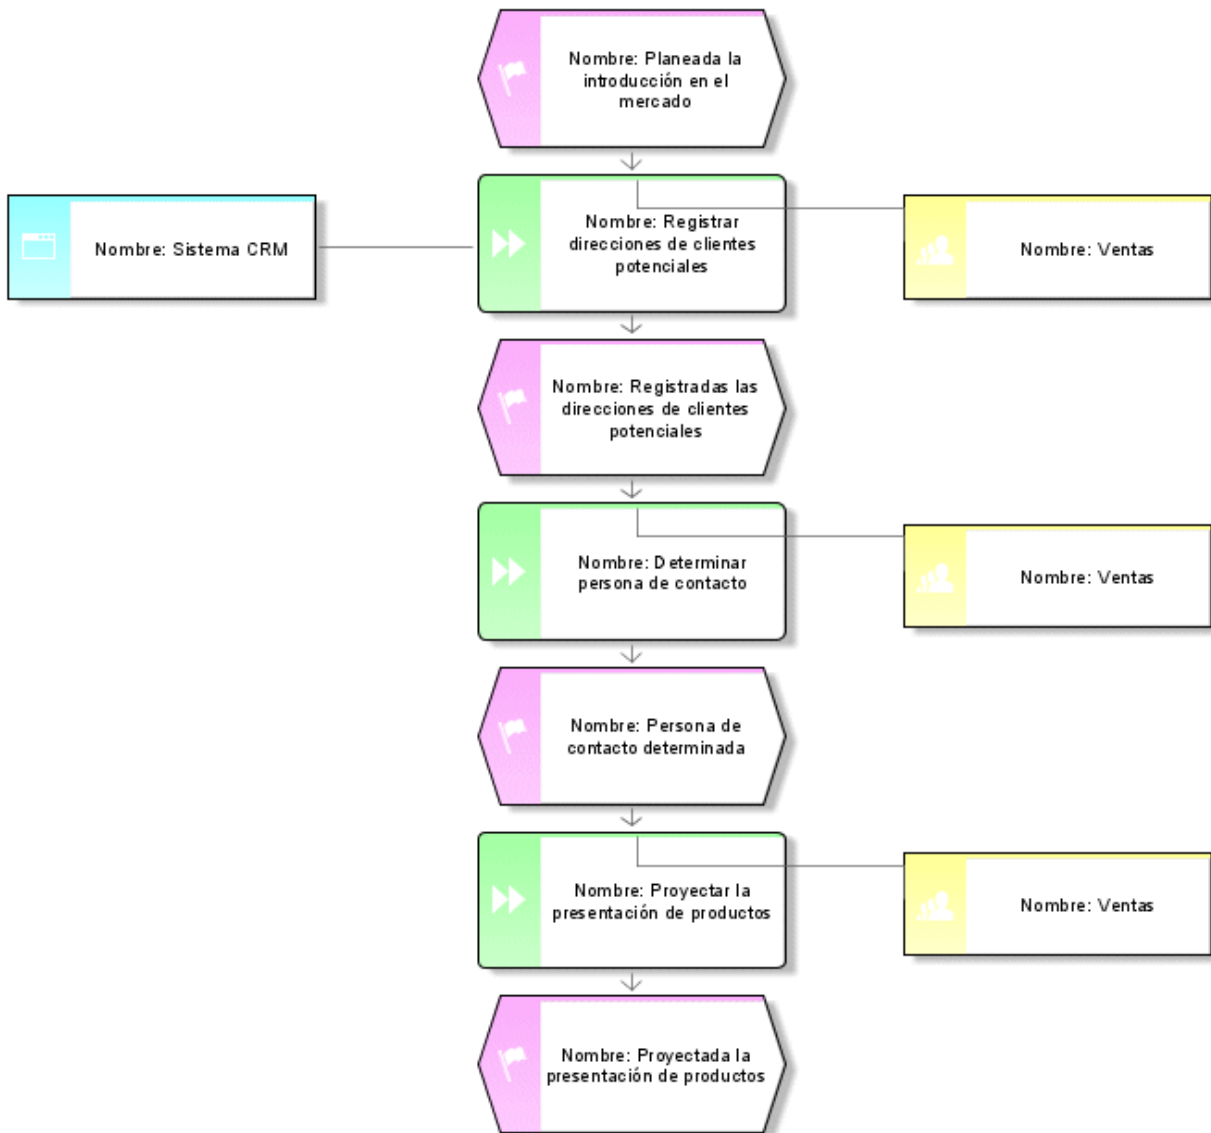 Nombre: Planeada la
introducción en el
mercado
Nombre: Sistema CRM
Nombre: Registrar
direcciones de clientes
potenciales
Nombre: Ventas
Nombre: Registradas las
direcciones de clientes
potenciales
Nombre: Determinar
persona de contacto
Nombre: Ventas
Nombre: Persona de
contacto determinada
Nombre: Proyectar la
presentación de productos
Nombre: Ventas
Nombre: Proyectada la
presentación de productos